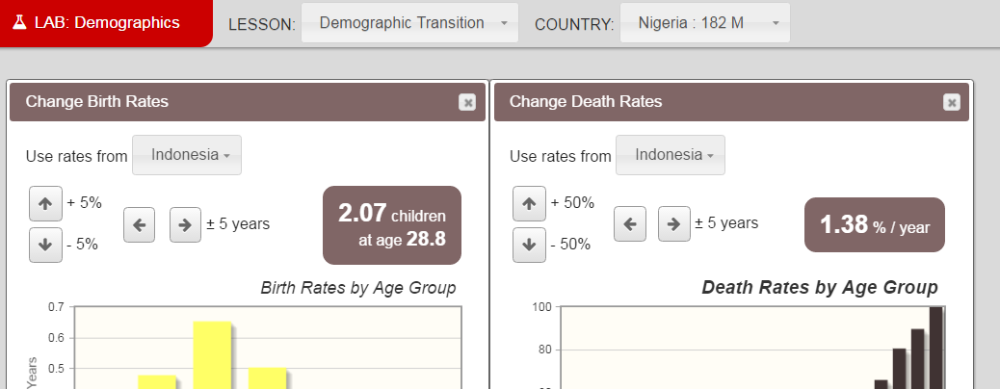 LAB: Demographics LESSON: Demographic Transition COUNTRY: Nigeria : 182 M
Change Birth Rates
Use rates from Indonesia
+ 5%
- 5%
± 5 years
2.07 children
at age 28.8
Birth Rates by Age Group
0.7
0.6
0.5
Years
Change Death Rates
Use rates from Indonesia
+ 50%
- 50%
± 5 years
1.38 % / year
Death Rates by Age Group
100
80